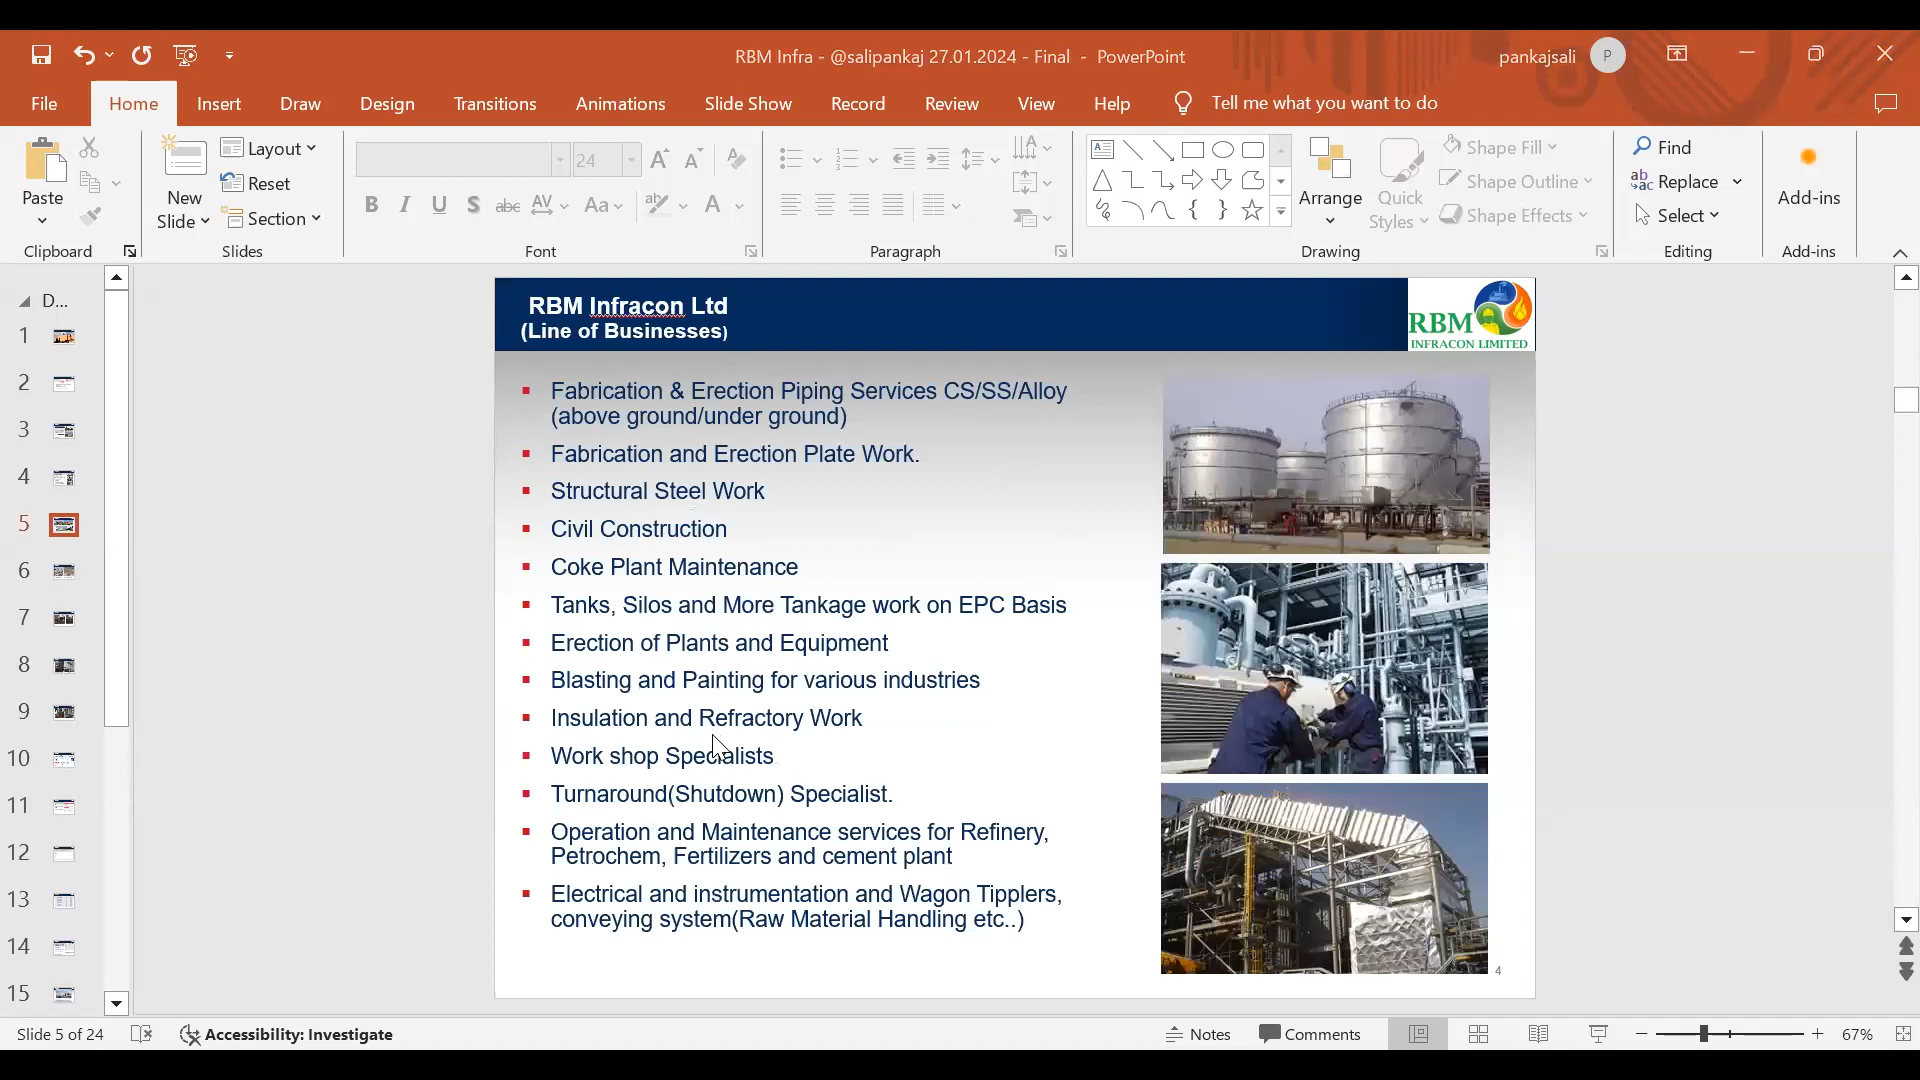 RBM Infra - @salipankaj 27.01.2024 - Final - PowerPoint
pankajsali
P
File
Home
Insert
Draw
Design
Transitions
Animations
Slide Show
Record
Review
View
Help
Tell me what you want to do
Paste
Clipboard
New
Slide
Layout
Reset
Section
Slides
24
B I U S abc AV Aa A
Font
Paragraph
Arrange
Quick
Styles
Shape Fill
Shape Outline
Shape Effects
Drawing
Find
Replace
Select
Editing
Add-ins
Add-ins
D...
1
2
3
4
5
6
7
8
9
10
11
12
13
14
15
RBM Infracon Ltd
(Line of Businesses)
RBM
INFRACON LIMITED
Fabrication & Erection Piping Services CS/SS/Alloy
(above ground/under ground)
Fabrication and Erection Plate Work.
Structural Steel Work
Civil Construction
Coke Plant Maintenance
Tanks, Silos and More Tankage work on EPC Basis
Erection of Plants and Equipment
Blasting and Painting for various industries
Insulation and Refractory Work
Work shop Specialists
Turnaround(Shutdown) Specialist.
Operation and Maintenance services for Refinery,
Petrochem, Fertilizers and cement plant
Electrical and instrumentation and Wagon Tipplers,
conveying system(Raw Material Handling etc..)
4
Slide 5 of 24
Accessibility: Investigate
Notes
Comments
67%